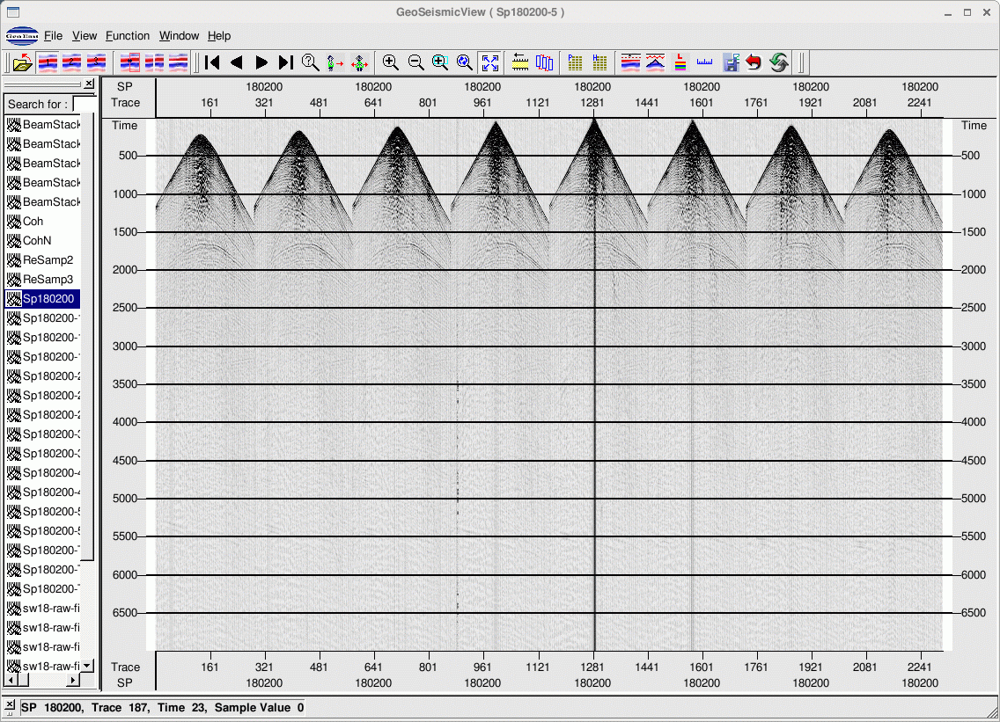 GeoSeismicView ( Sp180200-5 )
GeoEast File View Function Window Help
Search for :
BeamStack
BeamStack
BeamStack
BeamStack
BeamStack
Coh
CohN
ReSamp2
ReSamp3
Sp180200
Sp180200-1
Sp180200-1
Sp180200-1
Sp180200-2
Sp180200-2
Sp180200-2
Sp180200-3
Sp180200-3
Sp180200-4
Sp180200-4
Sp180200-5
Sp180200-5
Sp180200-T
Sp180200-T
Sp180200-T
sw18-raw-fi
sw18-raw-fi
sw18-raw-fi
sw18-raw-fi
SP 180200 180200 180200 180200 180200 180200 180200
Trace 161 321 481 641 801 961 1121 1281 1441 1601 1761 1921 2081 2241
Time Time
500 500
1000 1000
1500 1500
2000 2000
2500 2500
3000 3000
3500 3500
4000 4000
4500 4500
5000 5000
5500 5500
6000 6000
6500 6500
Trace 161 321 481 641 801 961 1121 1281 1441 1601 1761 1921 2081 2241
SP 180200 180200 180200 180200 180200 180200 180200
SP 180200, Trace 187, Time 23, Sample Value 0